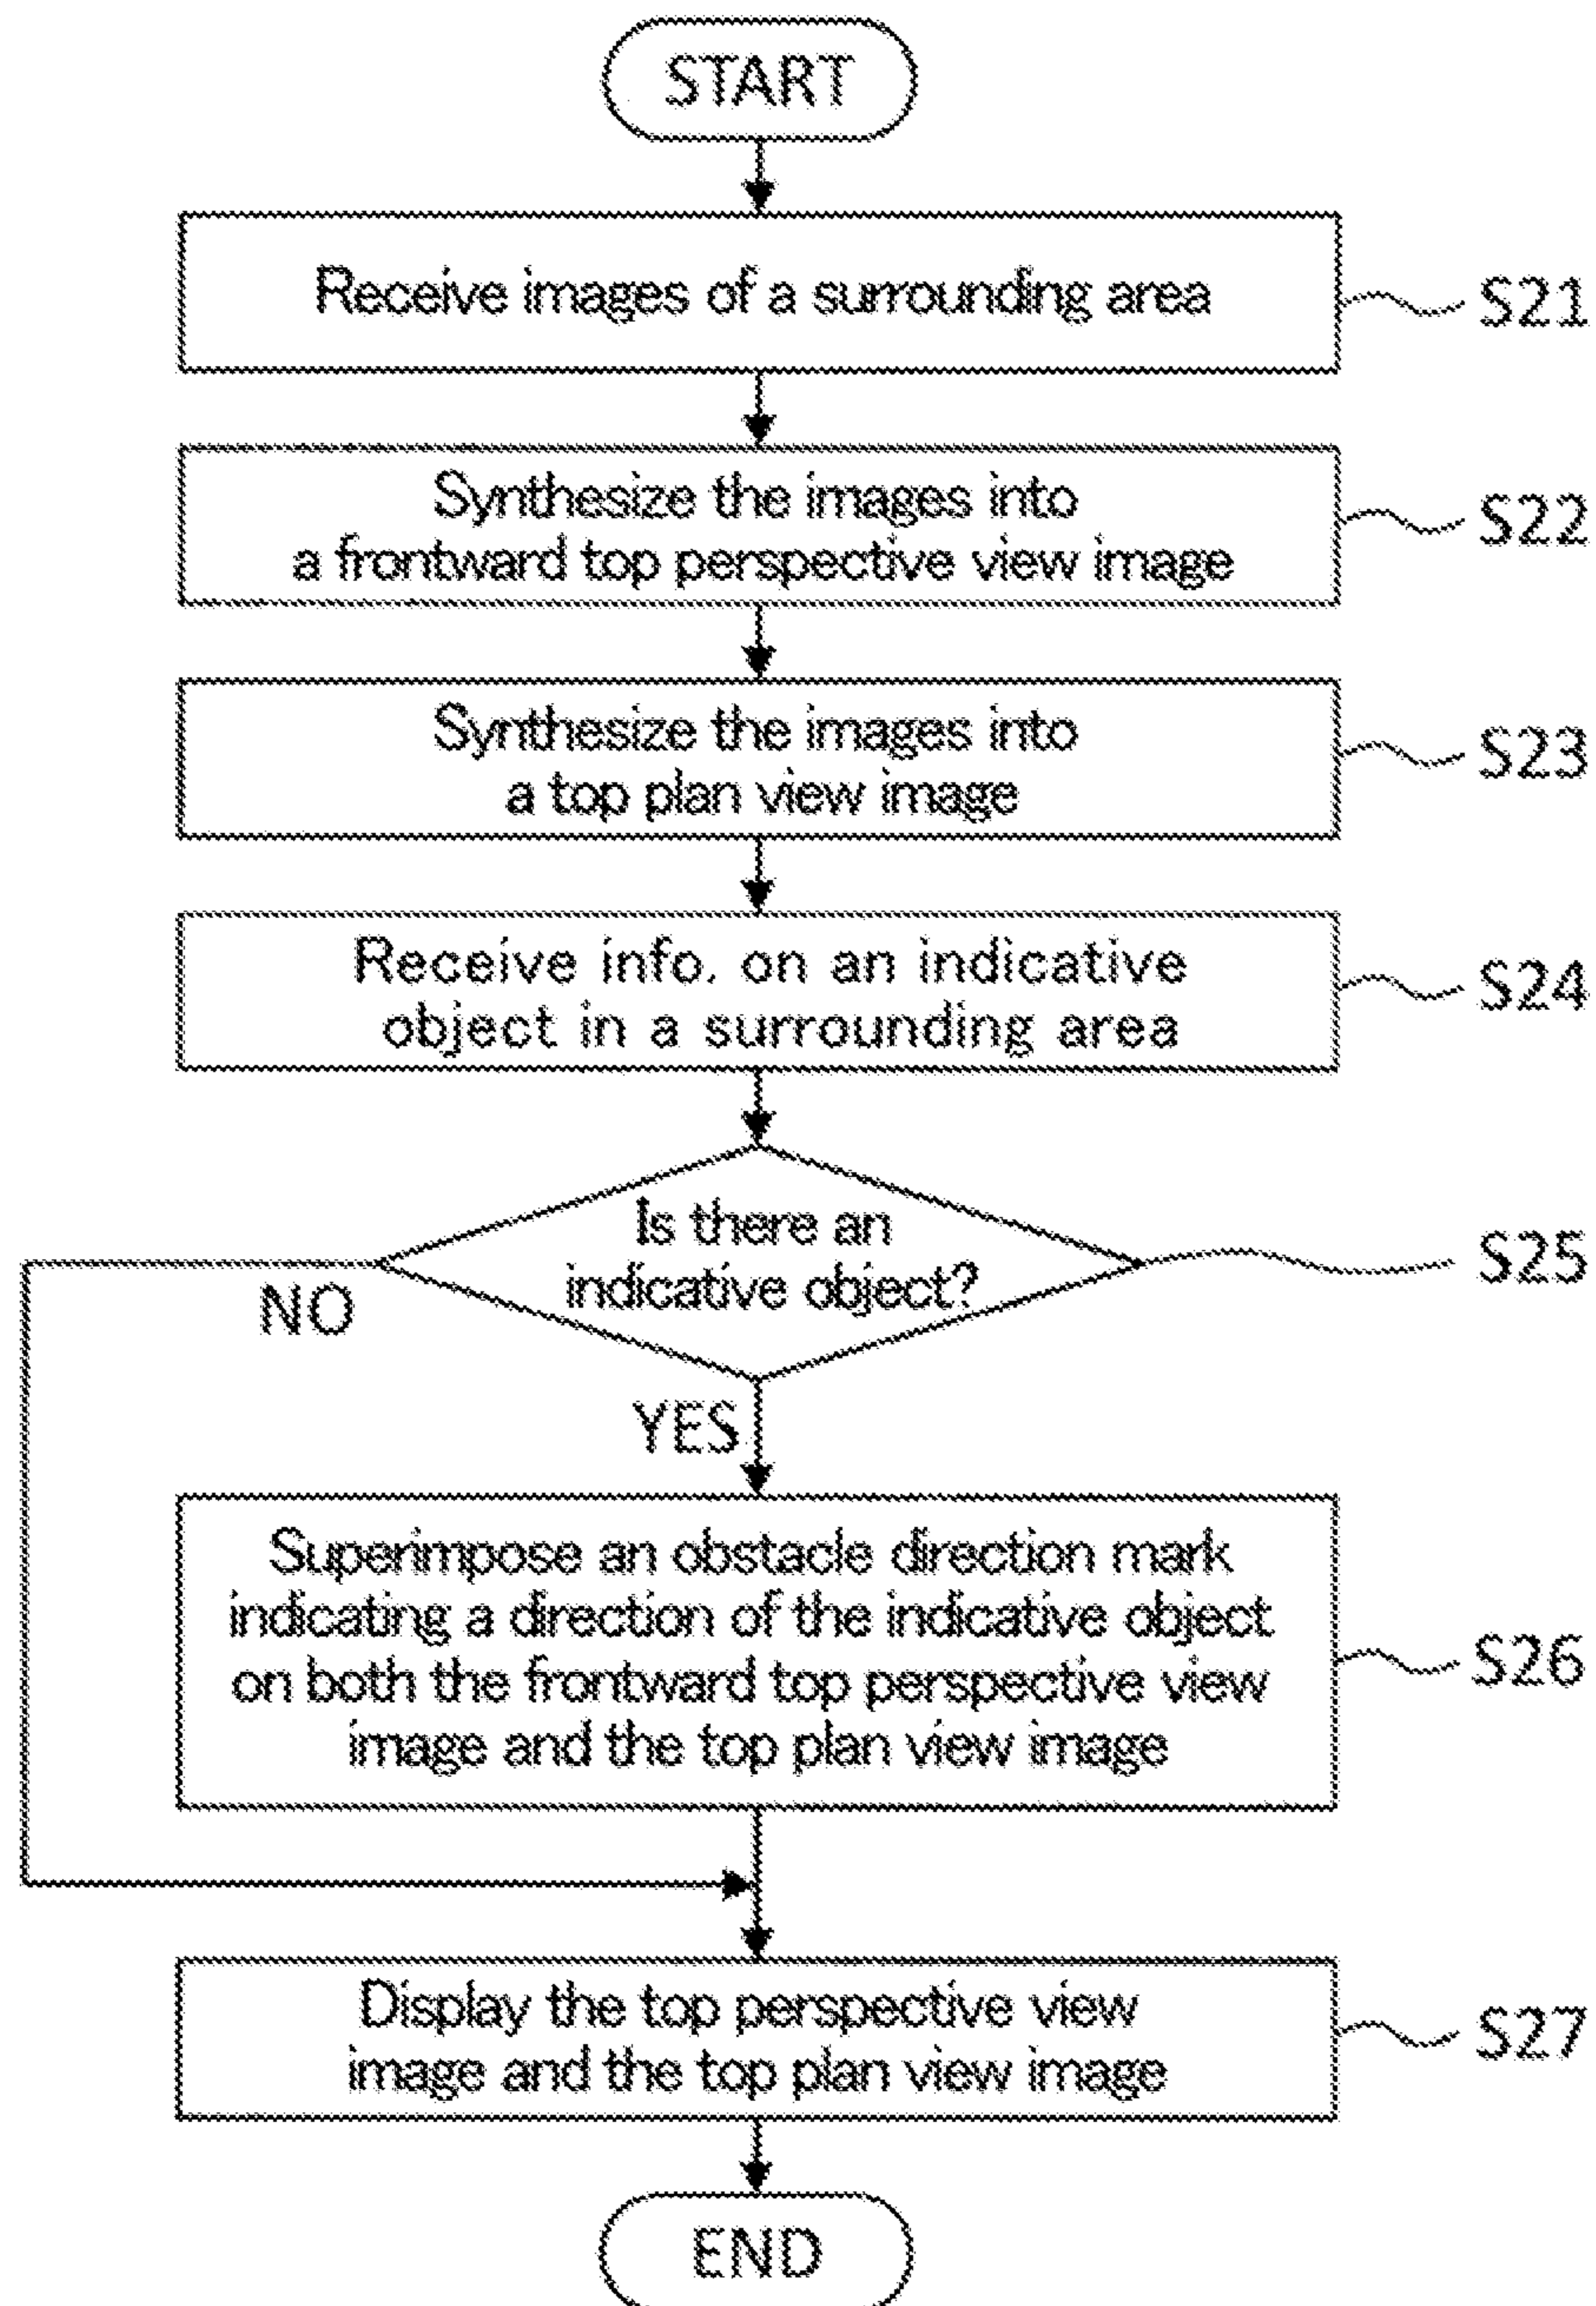 START
Receive images of a surrounding area
S21
Synthesize the images into
a frontward top perspective view image
S22
Synthesize the images into
a top plan view image
S23
Receive info. on an indicative
object in a surrounding area
S24
Is there an
indicative object?
S25
NO
YES
Superimpose an obstacle direction mark
indicating a direction of the indicative object
on both the frontward top perspective view
image and the top plan view image
S26
Display the top perspective view
image and the top plan view image
S27
END